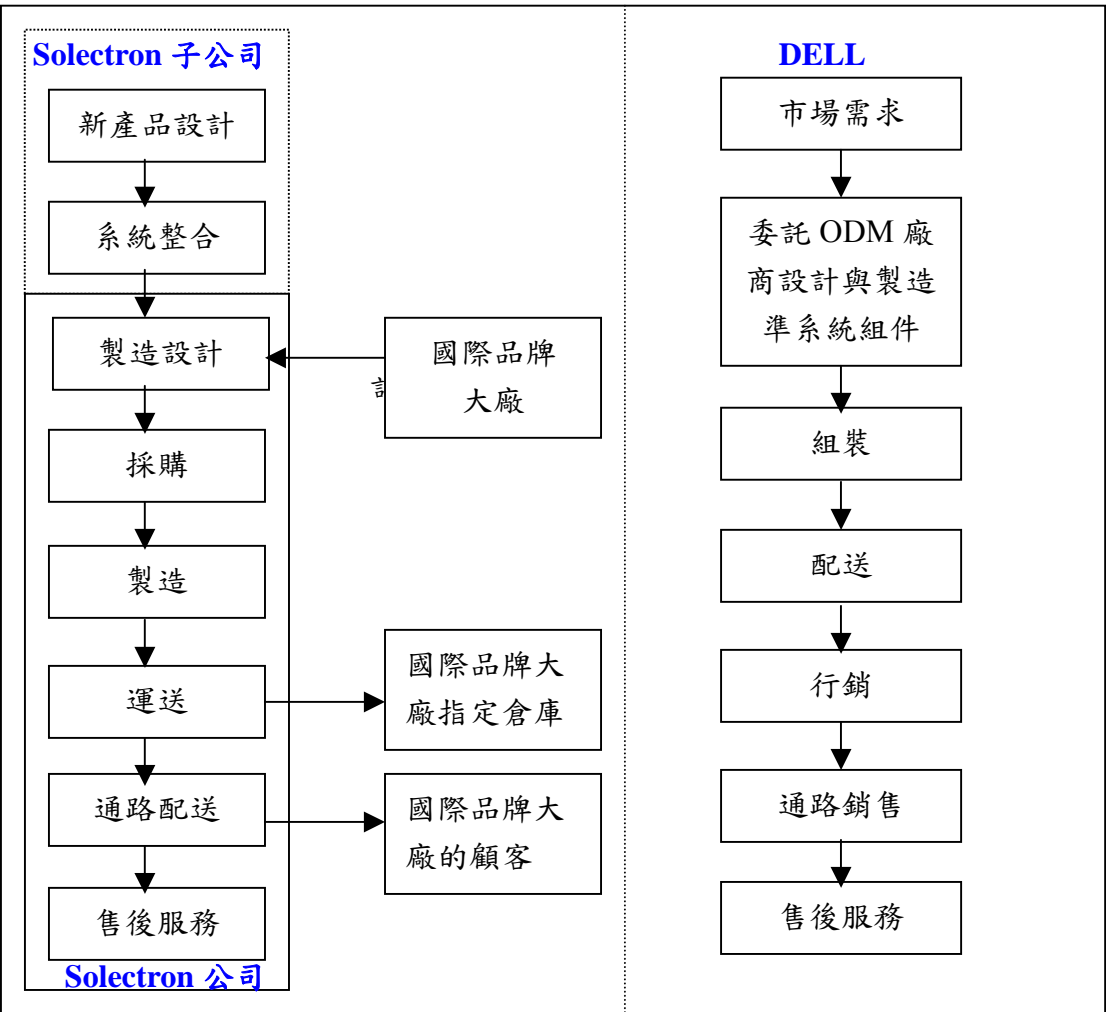 Solectron 子公司
新產品設計
系統整合
製造設計
國際品牌
大廠
採購
製造
運送
國際品牌大
廠指定倉庫
通路配送
國際品牌大
廠的顧客
售後服務
Solectron 公司
DELL
市場需求
委託 ODM 廠
商設計與製造
準系統組件
組裝
配送
行銷
通路銷售
售後服務